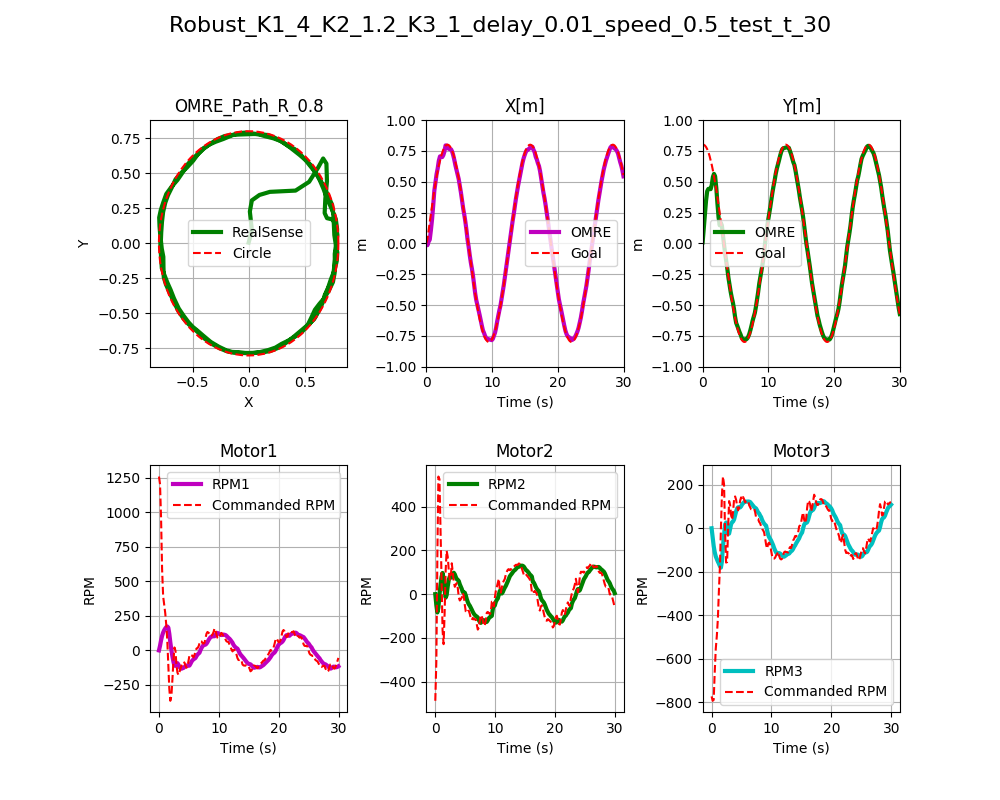 Robust_K1_4_K2_1.2_K3_1_delay_0.01_speed_0.5_test_t_30
OMRE_Path_R_0.8
0.75
0.50
0.25
0.00
−0.25
−0.50
−0.75
Y
RealSense
Circle
−0.5
0.0
0.5
X
X[m]
1.00
0.75
0.50
0.25
0.00
−0.25
−0.50
−0.75
−1.00
m
OMRE
Goal
0
10
20
30
Time (s)
Y[m]
1.00
0.75
0.50
0.25
0.00
−0.25
−0.50
−0.75
−1.00
m
OMRE
Goal
0
10
20
30
Time (s)
Motor1
1250
1000
750
500
250
0
−250
RPM
RPM1
Commanded RPM
0
10
20
30
Time (s)
Motor2
400
200
0
−200
−400
RPM
RPM2
Commanded RPM
0
10
20
30
Time (s)
Motor3
200
0
−200
−400
−600
−800
RPM
RPM3
Commanded RPM
0
10
20
30
Time (s)